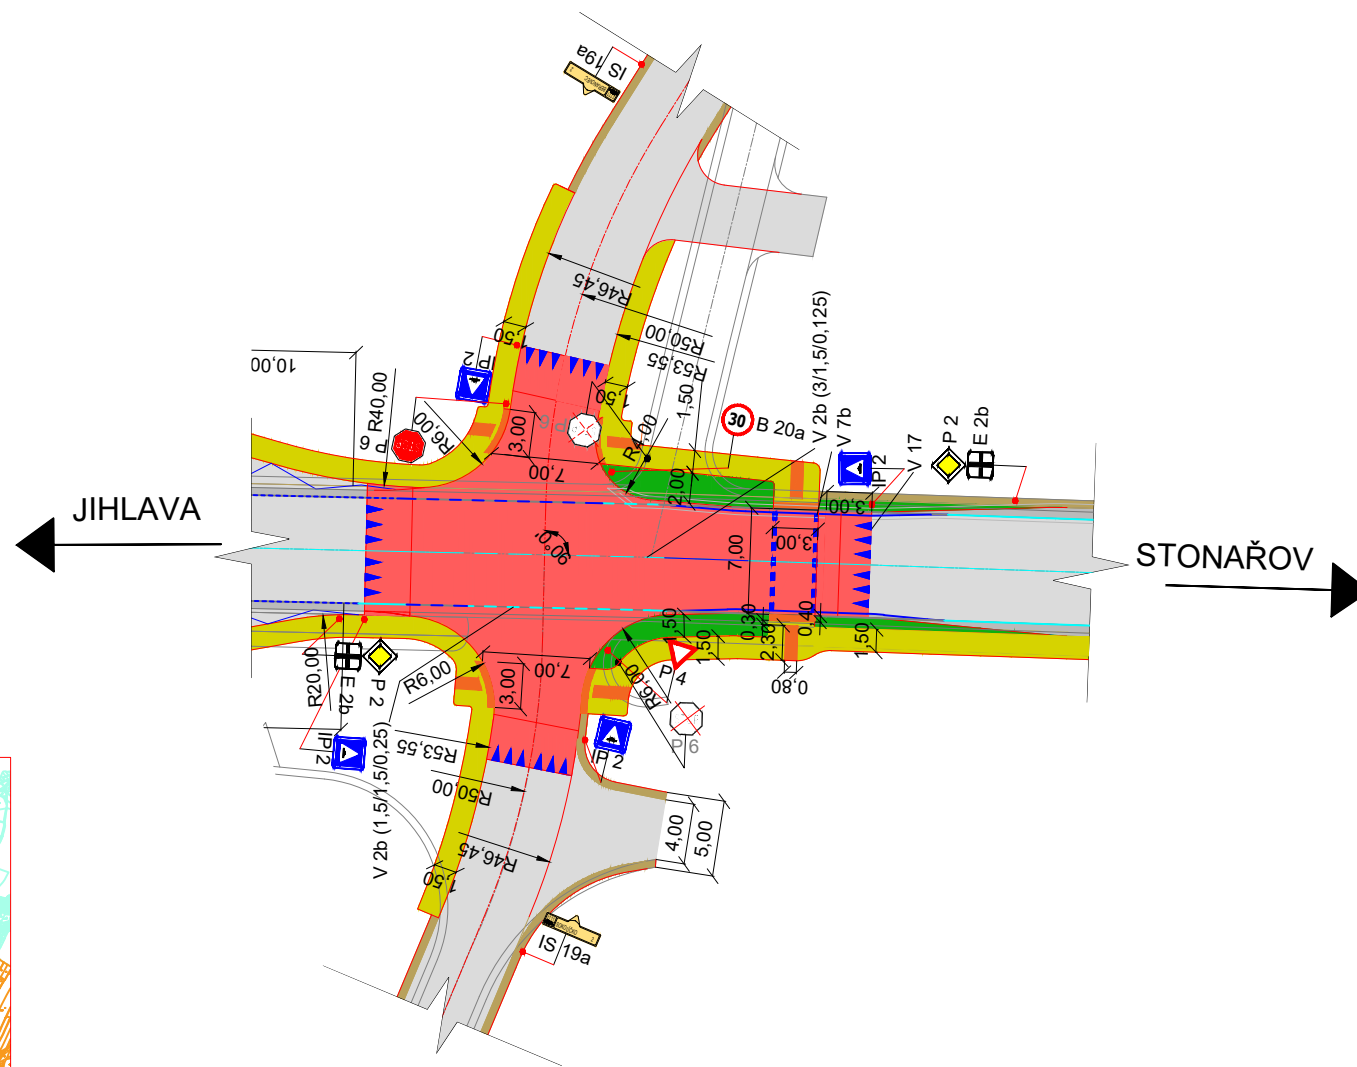 IS 19a
R46,45
R50,00
R53,55
1,50
IP 2
10,00
R40,00
P 6
R6,00
3,00
P 6
7,00
1,50
R4,00
1,50
2,00
30
B 20a
V 2b (3/1,5/0,125)
V 7b
IP 2
V 17
P 2
E 2b
3,00
JIHLAVA
STONAŘOV
90°0'
7,00
3,00
1,50
0,30
2,30
0,40
1,50
1,50
0,80
R20,00
E 2b
P 2
IP 2
R6,00
3,00
7,00
R6,00
P 4
P 6
IP 2
V 2b (1,5/1,5/0,25)
R53,55
R50,00
R46,45
1,50
4,00
5,00
IS 19a